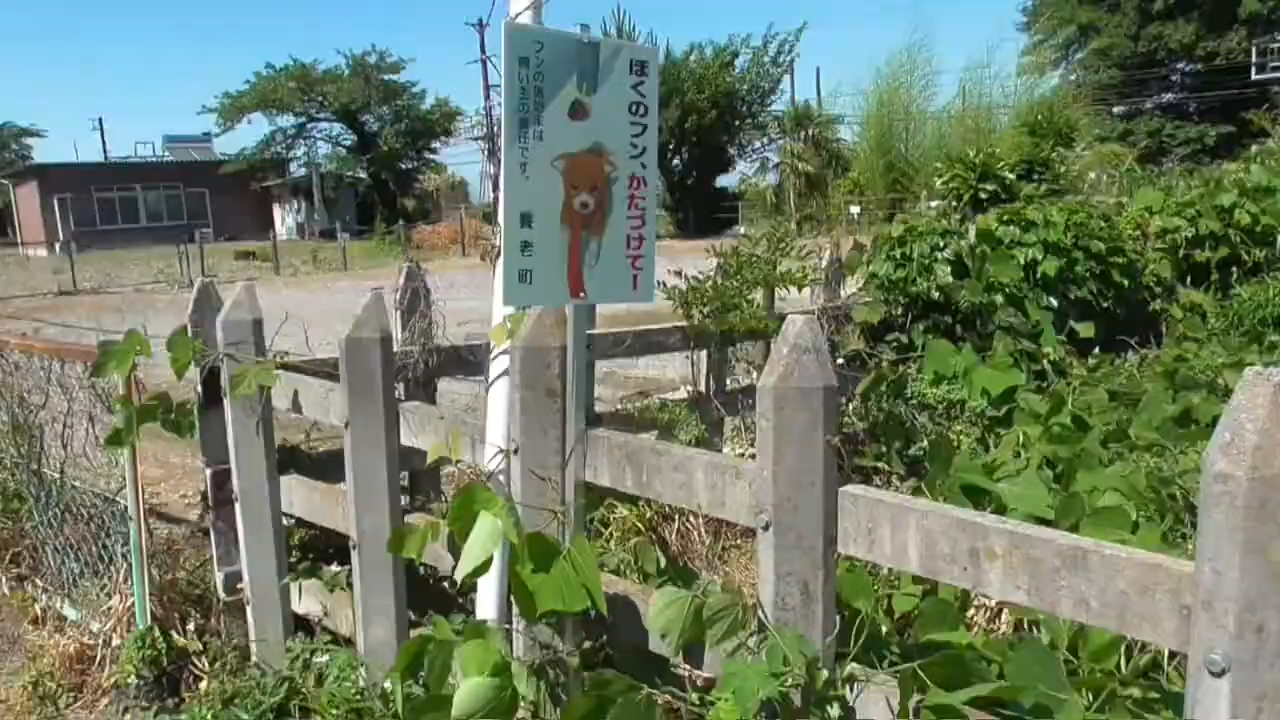 ぼくのフン、かたづけてー
フンの後始末は
飼い主の責任です。
養老町